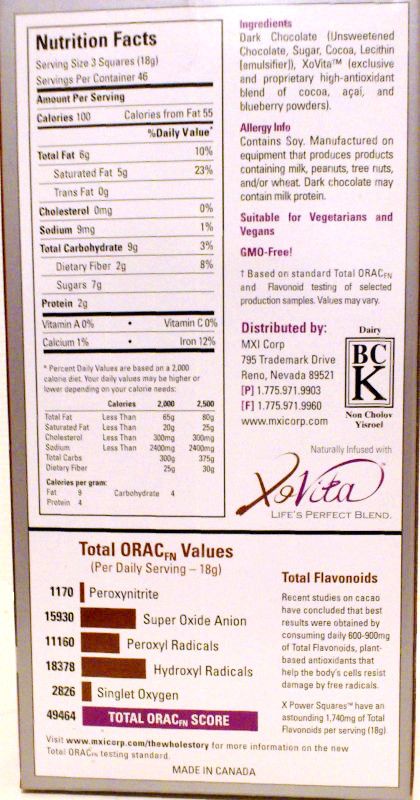 Nutrition Facts
Serving Size 3 Squares (18g)
Servings Per Container 46
Amount Per Serving
Calories 100 Calories from Fat 55
%Daily Value*
Total Fat 6g 10%
Saturated Fat 5g 23%
Trans Fat 0g
Cholesterol 0mg 0%
Sodium 9mg 1%
Total Carbohydrate 9g 3%
Dietary Fiber 2g 8%
Sugars 7g
Protein 2g
Vitamin A 0% • Vitamin C 0%
Calcium 1% • Iron 12%
* Percent Daily Values are based on a 2,000
calorie diet. Your daily values may be higher or
lower depending on your calorie needs:
Calories 2,000 2,500
Total Fat Less Than 65g 80g
Saturated Fat Less Than 20g 25g
Cholesterol Less Than 300mg 300mg
Sodium Less Than 2400mg 2400mg
Total Carbs 300g 375g
Dietary Fiber 25g 30g
Calories per gram:
Fat 9 Carbohydrate 4
Protein 4
Ingredients
Dark Chocolate (Unsweetened
Chocolate, Sugar, Cocoa, Lecithin
[emulsifier]), XoVita™ (exclusive
and proprietary high-antioxidant
blend of cocoa, açaí, and
blueberry powders).
Allergy Info
Contains Soy. Manufactured on
equipment that produces products
containing milk, peanuts, tree nuts,
and/or wheat. Dark chocolate may
contain milk protein.
Suitable for Vegetarians and
Vegans
GMO-Free!
† Based on standard Total ORACFN
and Flavonoid testing of selected
production samples. Values may vary.
Distributed by:
MXI Corp
795 Trademark Drive
Reno, Nevada 89521
[P] 1.775.971.9903
[F] 1.775.971.9960
www.mxicorp.com
Dairy
BC
K
Non Cholov
Yisroel
Naturally Infused with
XoVita™
LIFE'S PERFECT BLEND.
Total ORACFN Values
(Per Daily Serving – 18g)
1170 Peroxynitrite
15930 Super Oxide Anion
11160 Peroxyl Radicals
18378 Hydroxyl Radicals
2826 Singlet Oxygen
49464 TOTAL ORACFN SCORE
Total Flavonoids
Recent studies on cacao
have concluded that best
results were obtained by
consuming daily 600-900mg
of Total Flavonoids, plant-
based antioxidants that
help the body's cells resist
damage by free radicals.
X Power Squares™ have an
astounding 1,740mg of Total
Flavonoids per serving (18g).
Visit www.mxicorp.com/thewholestory for more information on the new
Total ORACFN testing standard.
MADE IN CANADA